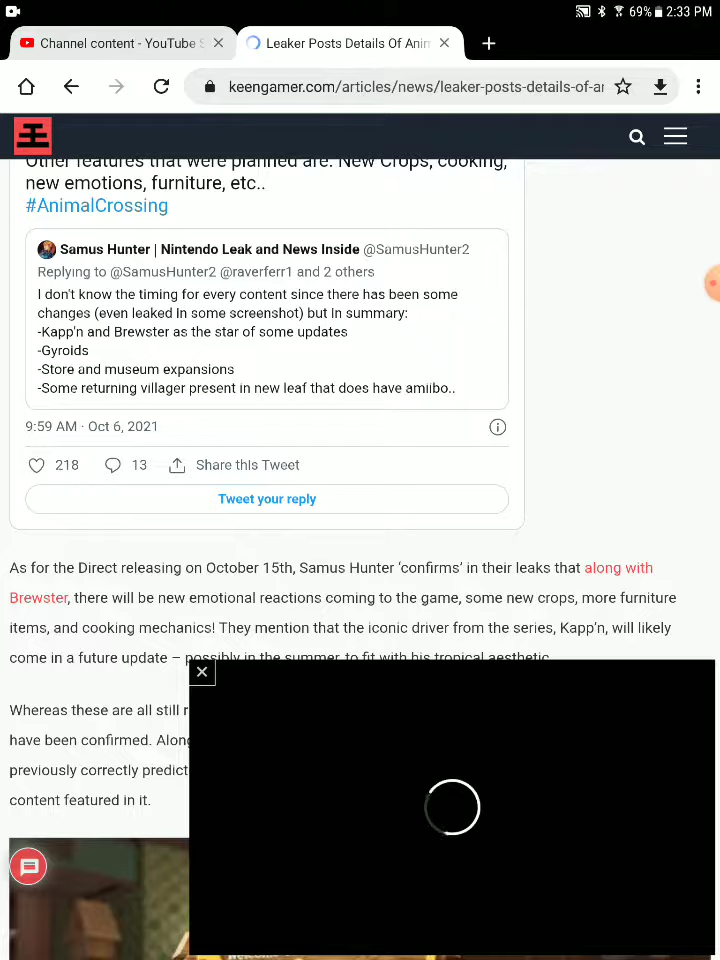 69% 2:33 PM
Channel content - YouTube S
Leaker Posts Details Of Anim
keengamer.com/articles/news/leaker-posts-details-of-ar
Other features that were planned are: New Crops, cooking,
new emotions, furniture, etc..
#AnimalCrossing
Samus Hunter | Nintendo Leak and News Inside @SamusHunter2
Replying to @SamusHunter2 @raverferr1 and 2 others
I don't know the timing for every content since there has been some
changes (even leaked in some screenshot) but in summary:
-Kapp'n and Brewster as the star of some updates
-Gyroids
-Store and museum expansions
-Some returning villager present in new leaf that does have amiibo..
9:59 AM · Oct 6, 2021
218 13 Share this Tweet
Tweet your reply
As for the Direct releasing on October 15th, Samus Hunter ‘confirms’ in their leaks that along with
Brewster, there will be new emotional reactions coming to the game, some new crops, more furniture
items, and cooking mechanics! They mention that the iconic driver from the series, Kapp’n, will likely
come in a future update – possibly in the summer, to fit with his tropical aesthetic.
Whereas these are all still r
have been confirmed. Along
previously correctly predict
content featured in it.